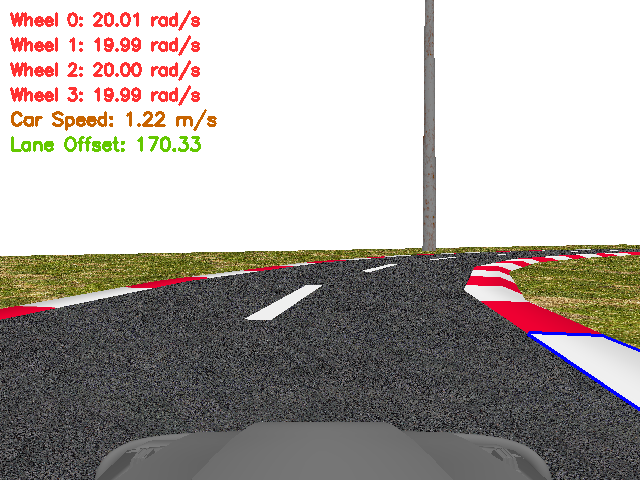 Wheel 0: 20.01 rad/s
Wheel 1: 19.99 rad/s
Wheel 2: 20.00 rad/s
Wheel 3: 19.99 rad/s
Car Speed: 1.22 m/s
Lane Offset: 170.33